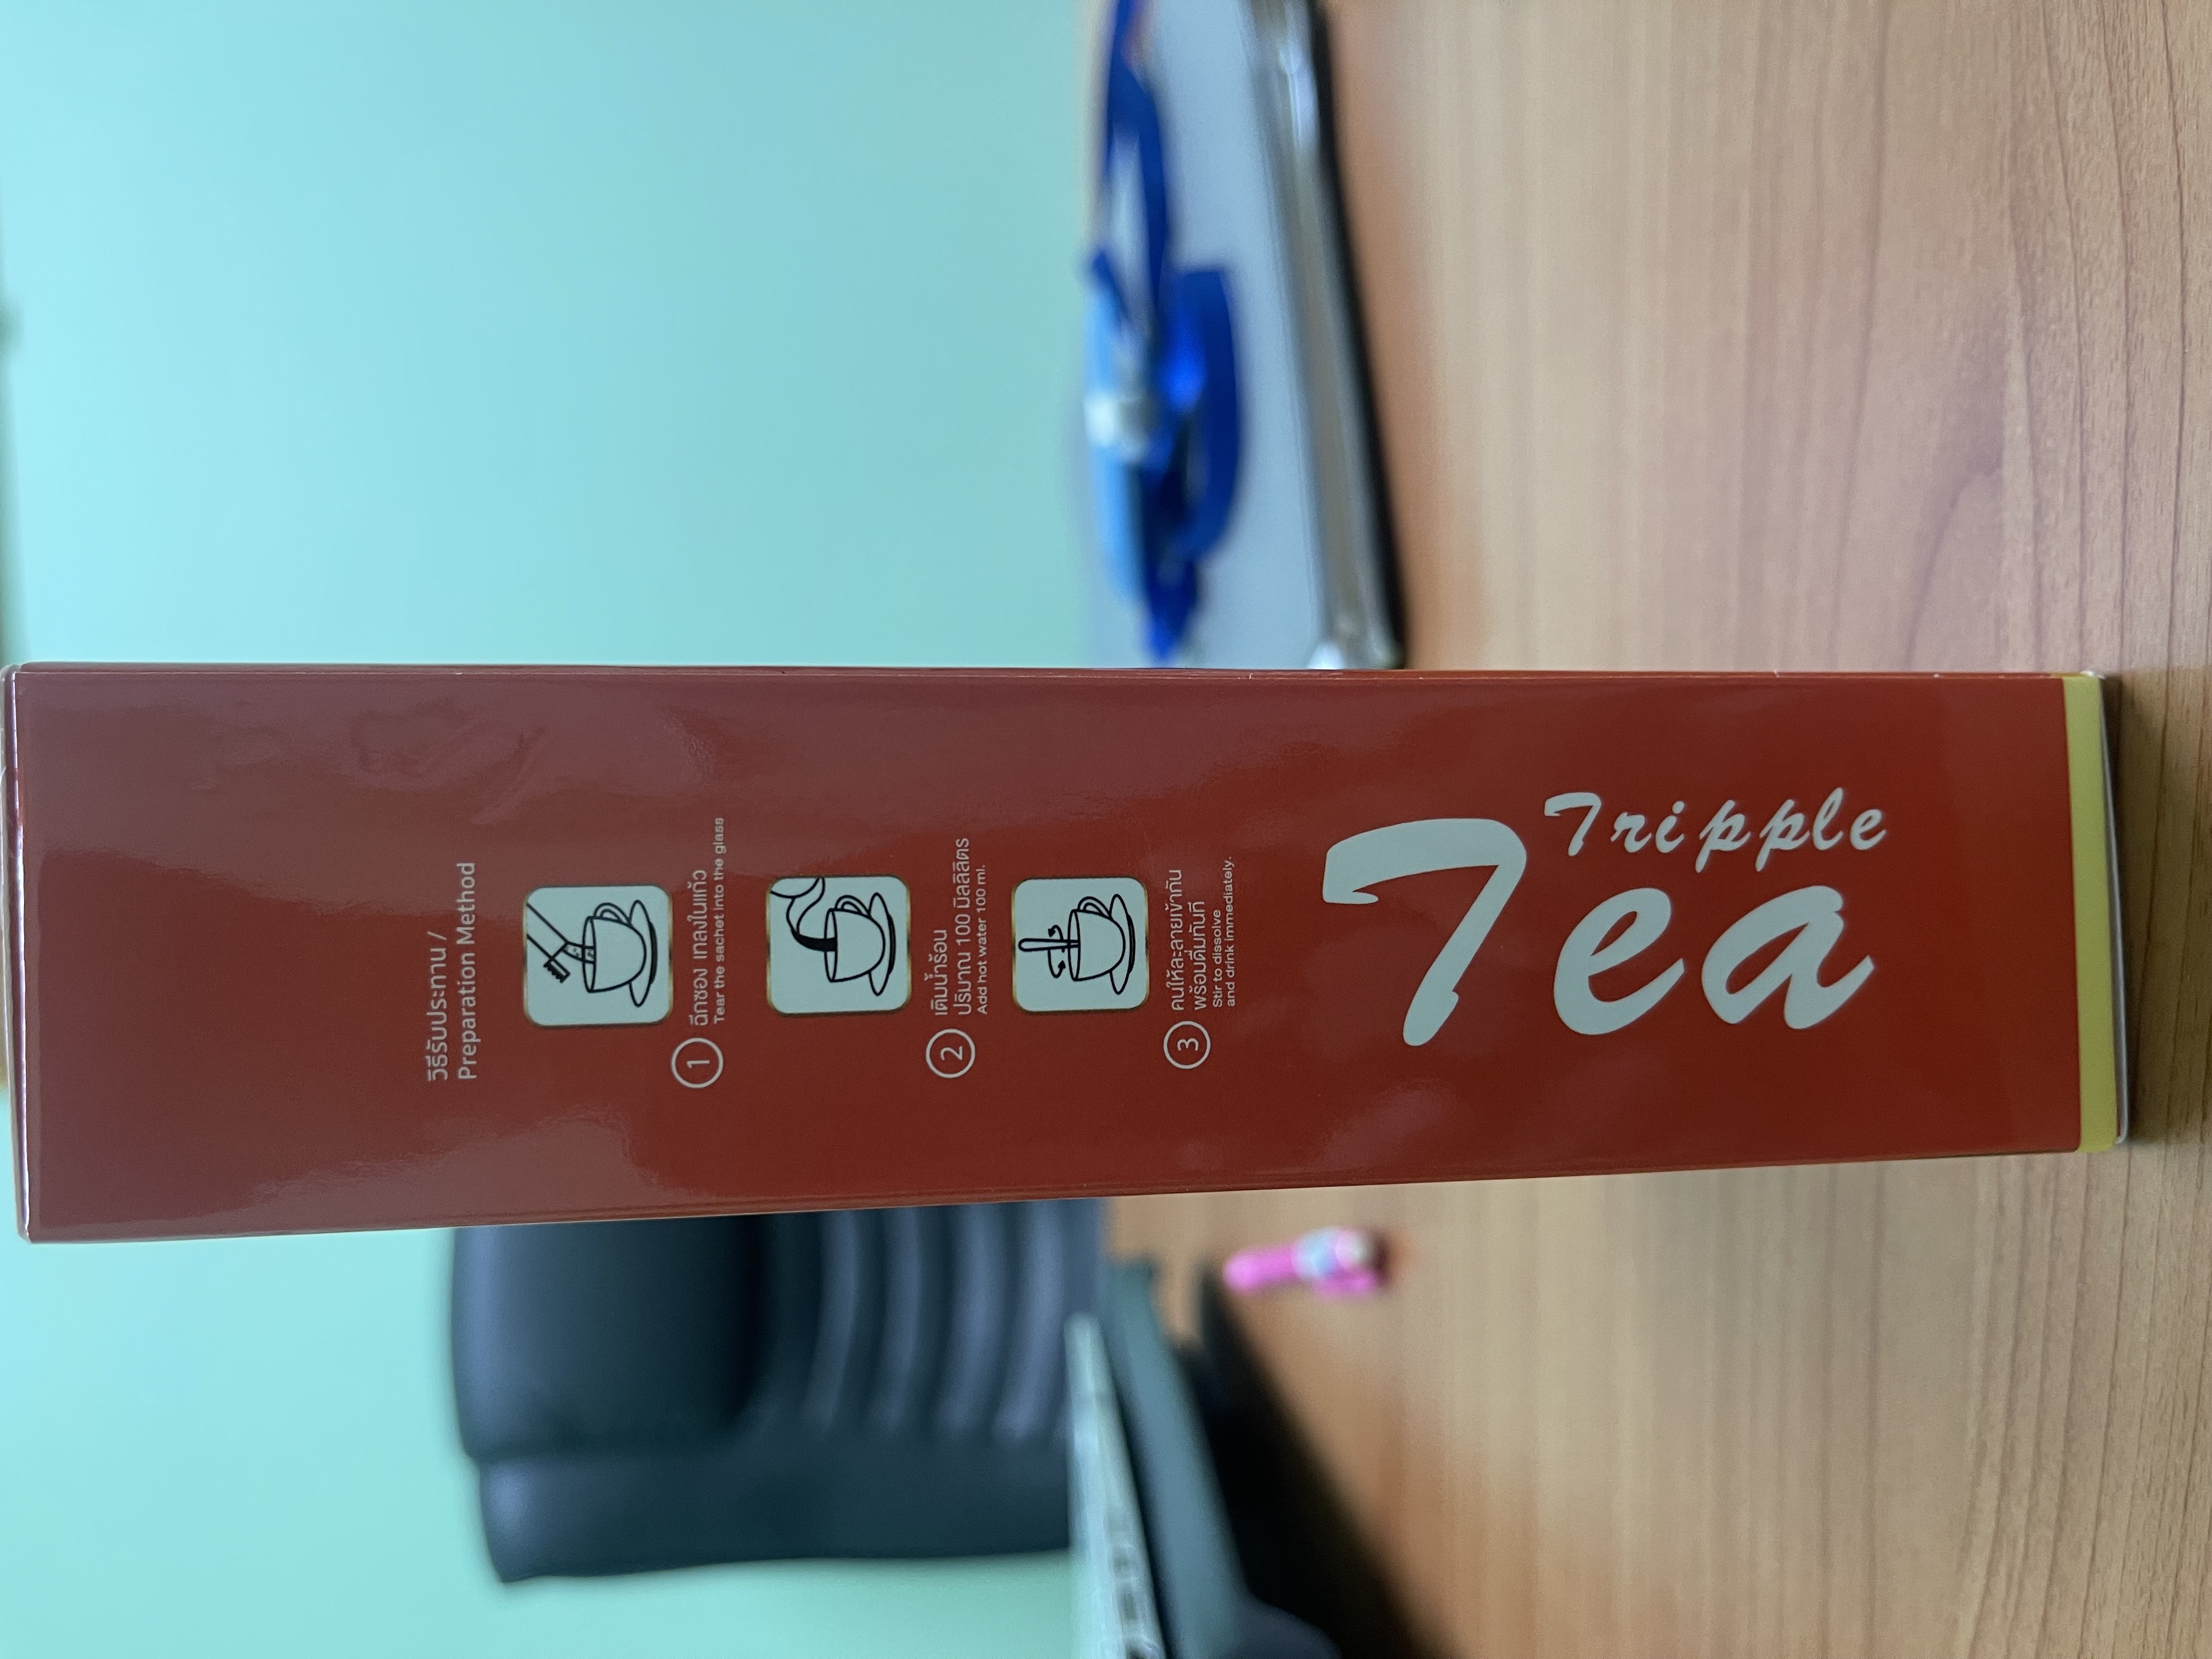 วิธีรับประทาน /
Preparation Method
1 ฉีกซอง เทลงในแก้ว
Tear the sachet into the glass
2 เติมน้ำร้อน
ปริมาณ 100 มิลลิลิตร
Add hot water 100 ml.
3 คนให้ละลายเข้ากัน
พร้อมดื่มทันที
Stir to dissolve
and drink immediately.
Tripple
Tea